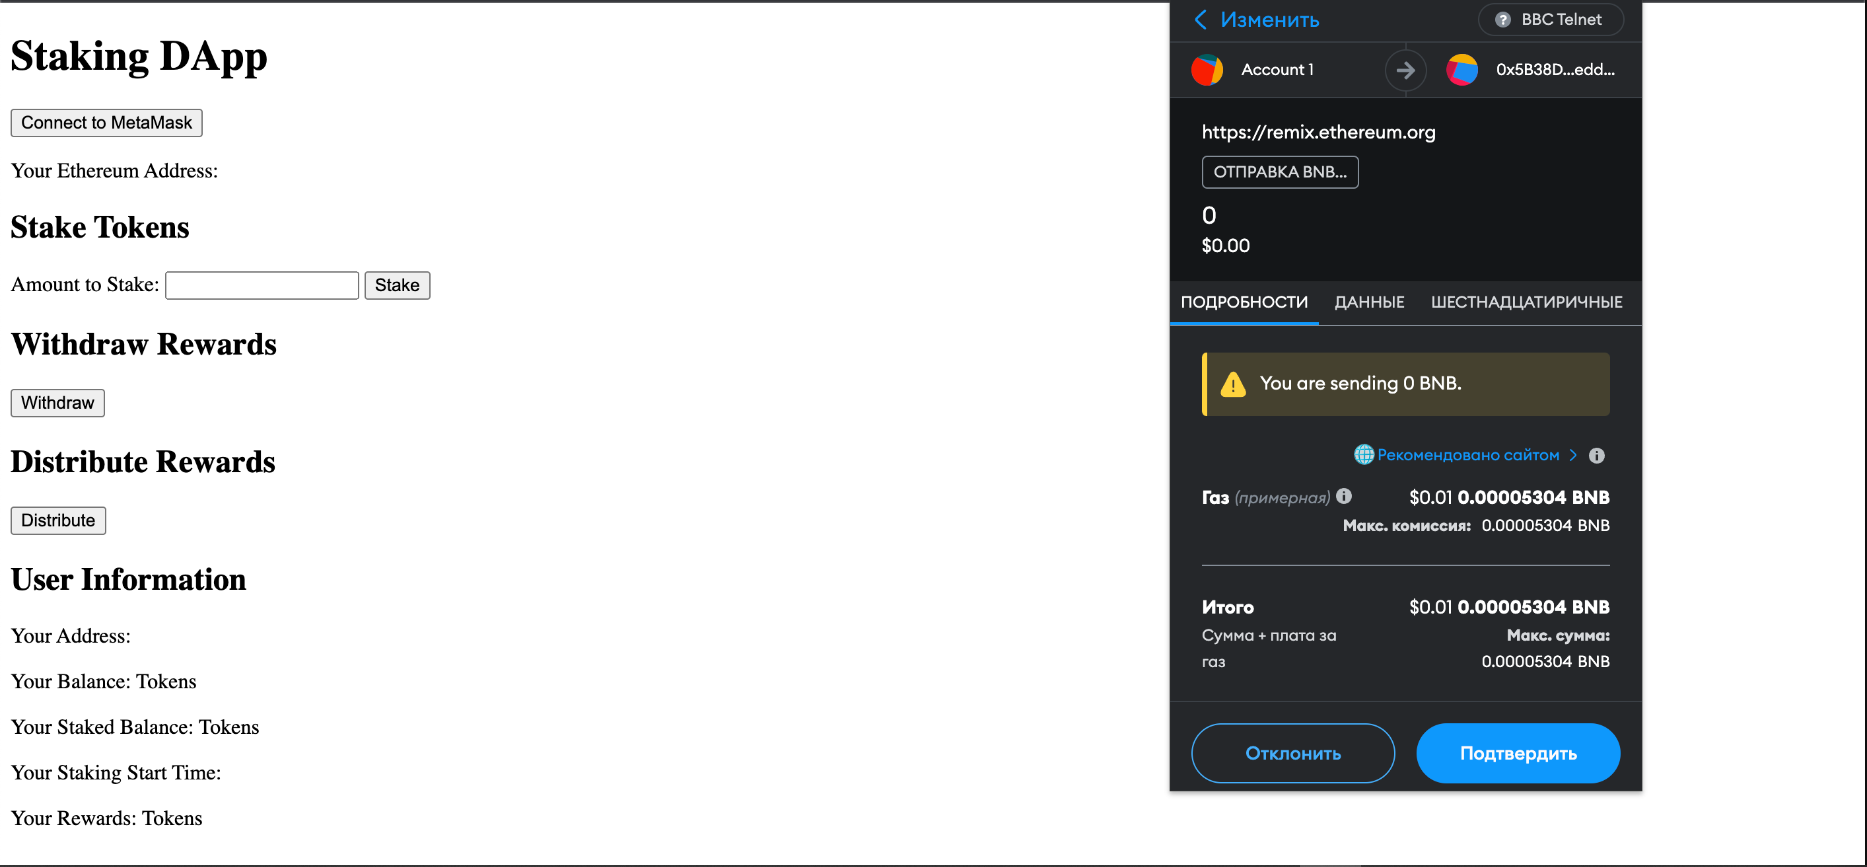 Staking DApp
Connect to MetaMask
Your Ethereum Address:
Stake Tokens
Amount to Stake: Stake
Withdraw Rewards
Withdraw
Distribute Rewards
Distribute
User Information
Your Address:
Your Balance: Tokens
Your Staked Balance: Tokens
Your Staking Start Time:
Your Rewards: Tokens
Изменить
BBC Telnet
Account 1
0x5B38D...edd...
https://remix.ethereum.org
ОТПРАВКА BNB...
0
$0.00
ПОДРОБНОСТИ ДАННЫЕ ШЕСТНАДЦАТИРИЧНЫЕ
You are sending 0 BNB.
Рекомендовано сайтом
Газ (примерная) $0.01 0.00005304 BNB
Макс. комиссия: 0.00005304 BNB
Итого $0.01 0.00005304 BNB
Сумма + плата за Макс. сумма:
газ 0.00005304 BNB
Отклонить Подтвердить